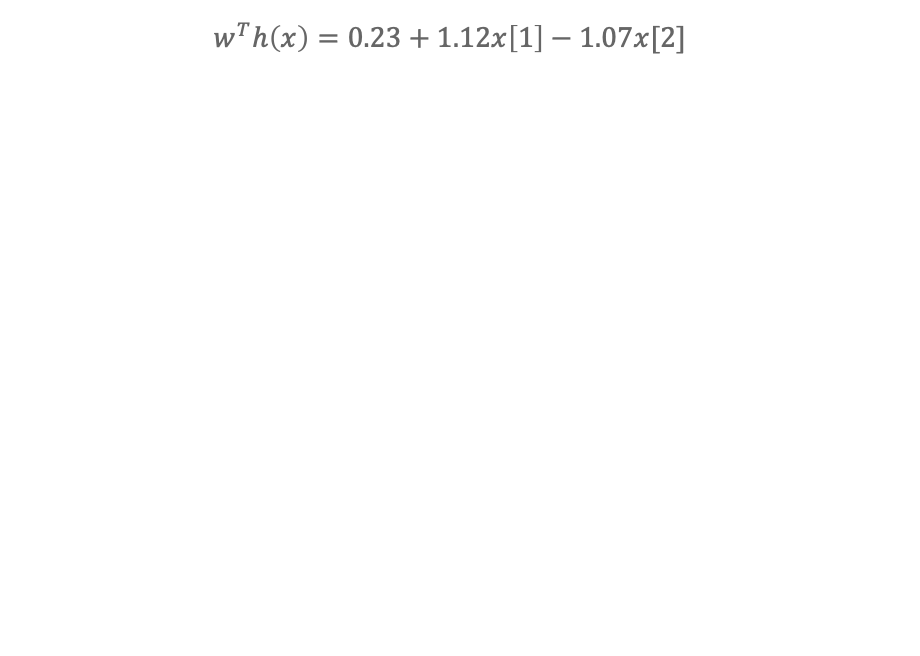 wᵀh(x) = 0.23 + 1.12x[1] − 1.07x[2]